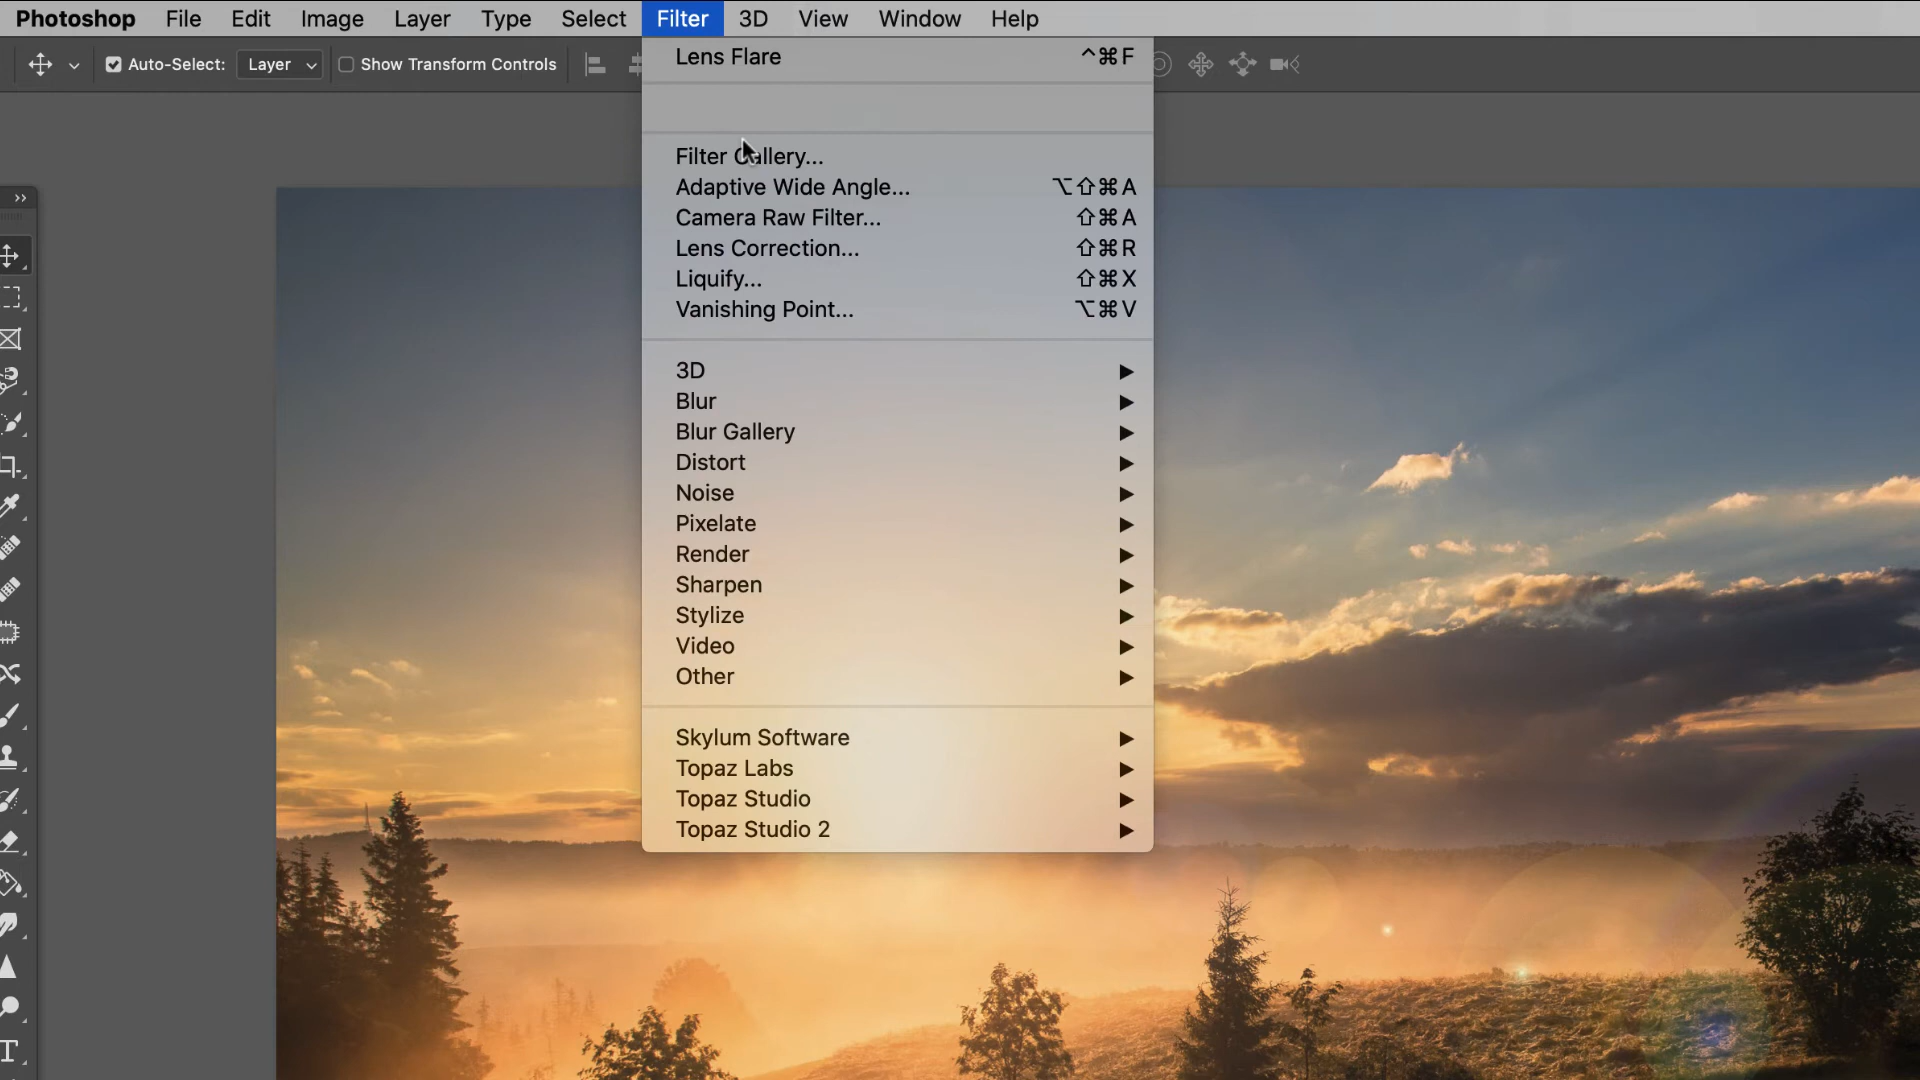 Photoshop File Edit Image Layer Type Select Filter 3D View Window Help
Auto-Select: Layer Show Transform Controls
Lens Flare ⌃⌘F
Filter Gallery...
Adaptive Wide Angle... ⌥⇧⌘A
Camera Raw Filter... ⇧⌘A
Lens Correction... ⇧⌘R
Liquify... ⇧⌘X
Vanishing Point... ⌥⌘V
3D
Blur
Blur Gallery
Distort
Noise
Pixelate
Render
Sharpen
Stylize
Video
Other
Skylum Software
Topaz Labs
Topaz Studio
Topaz Studio 2